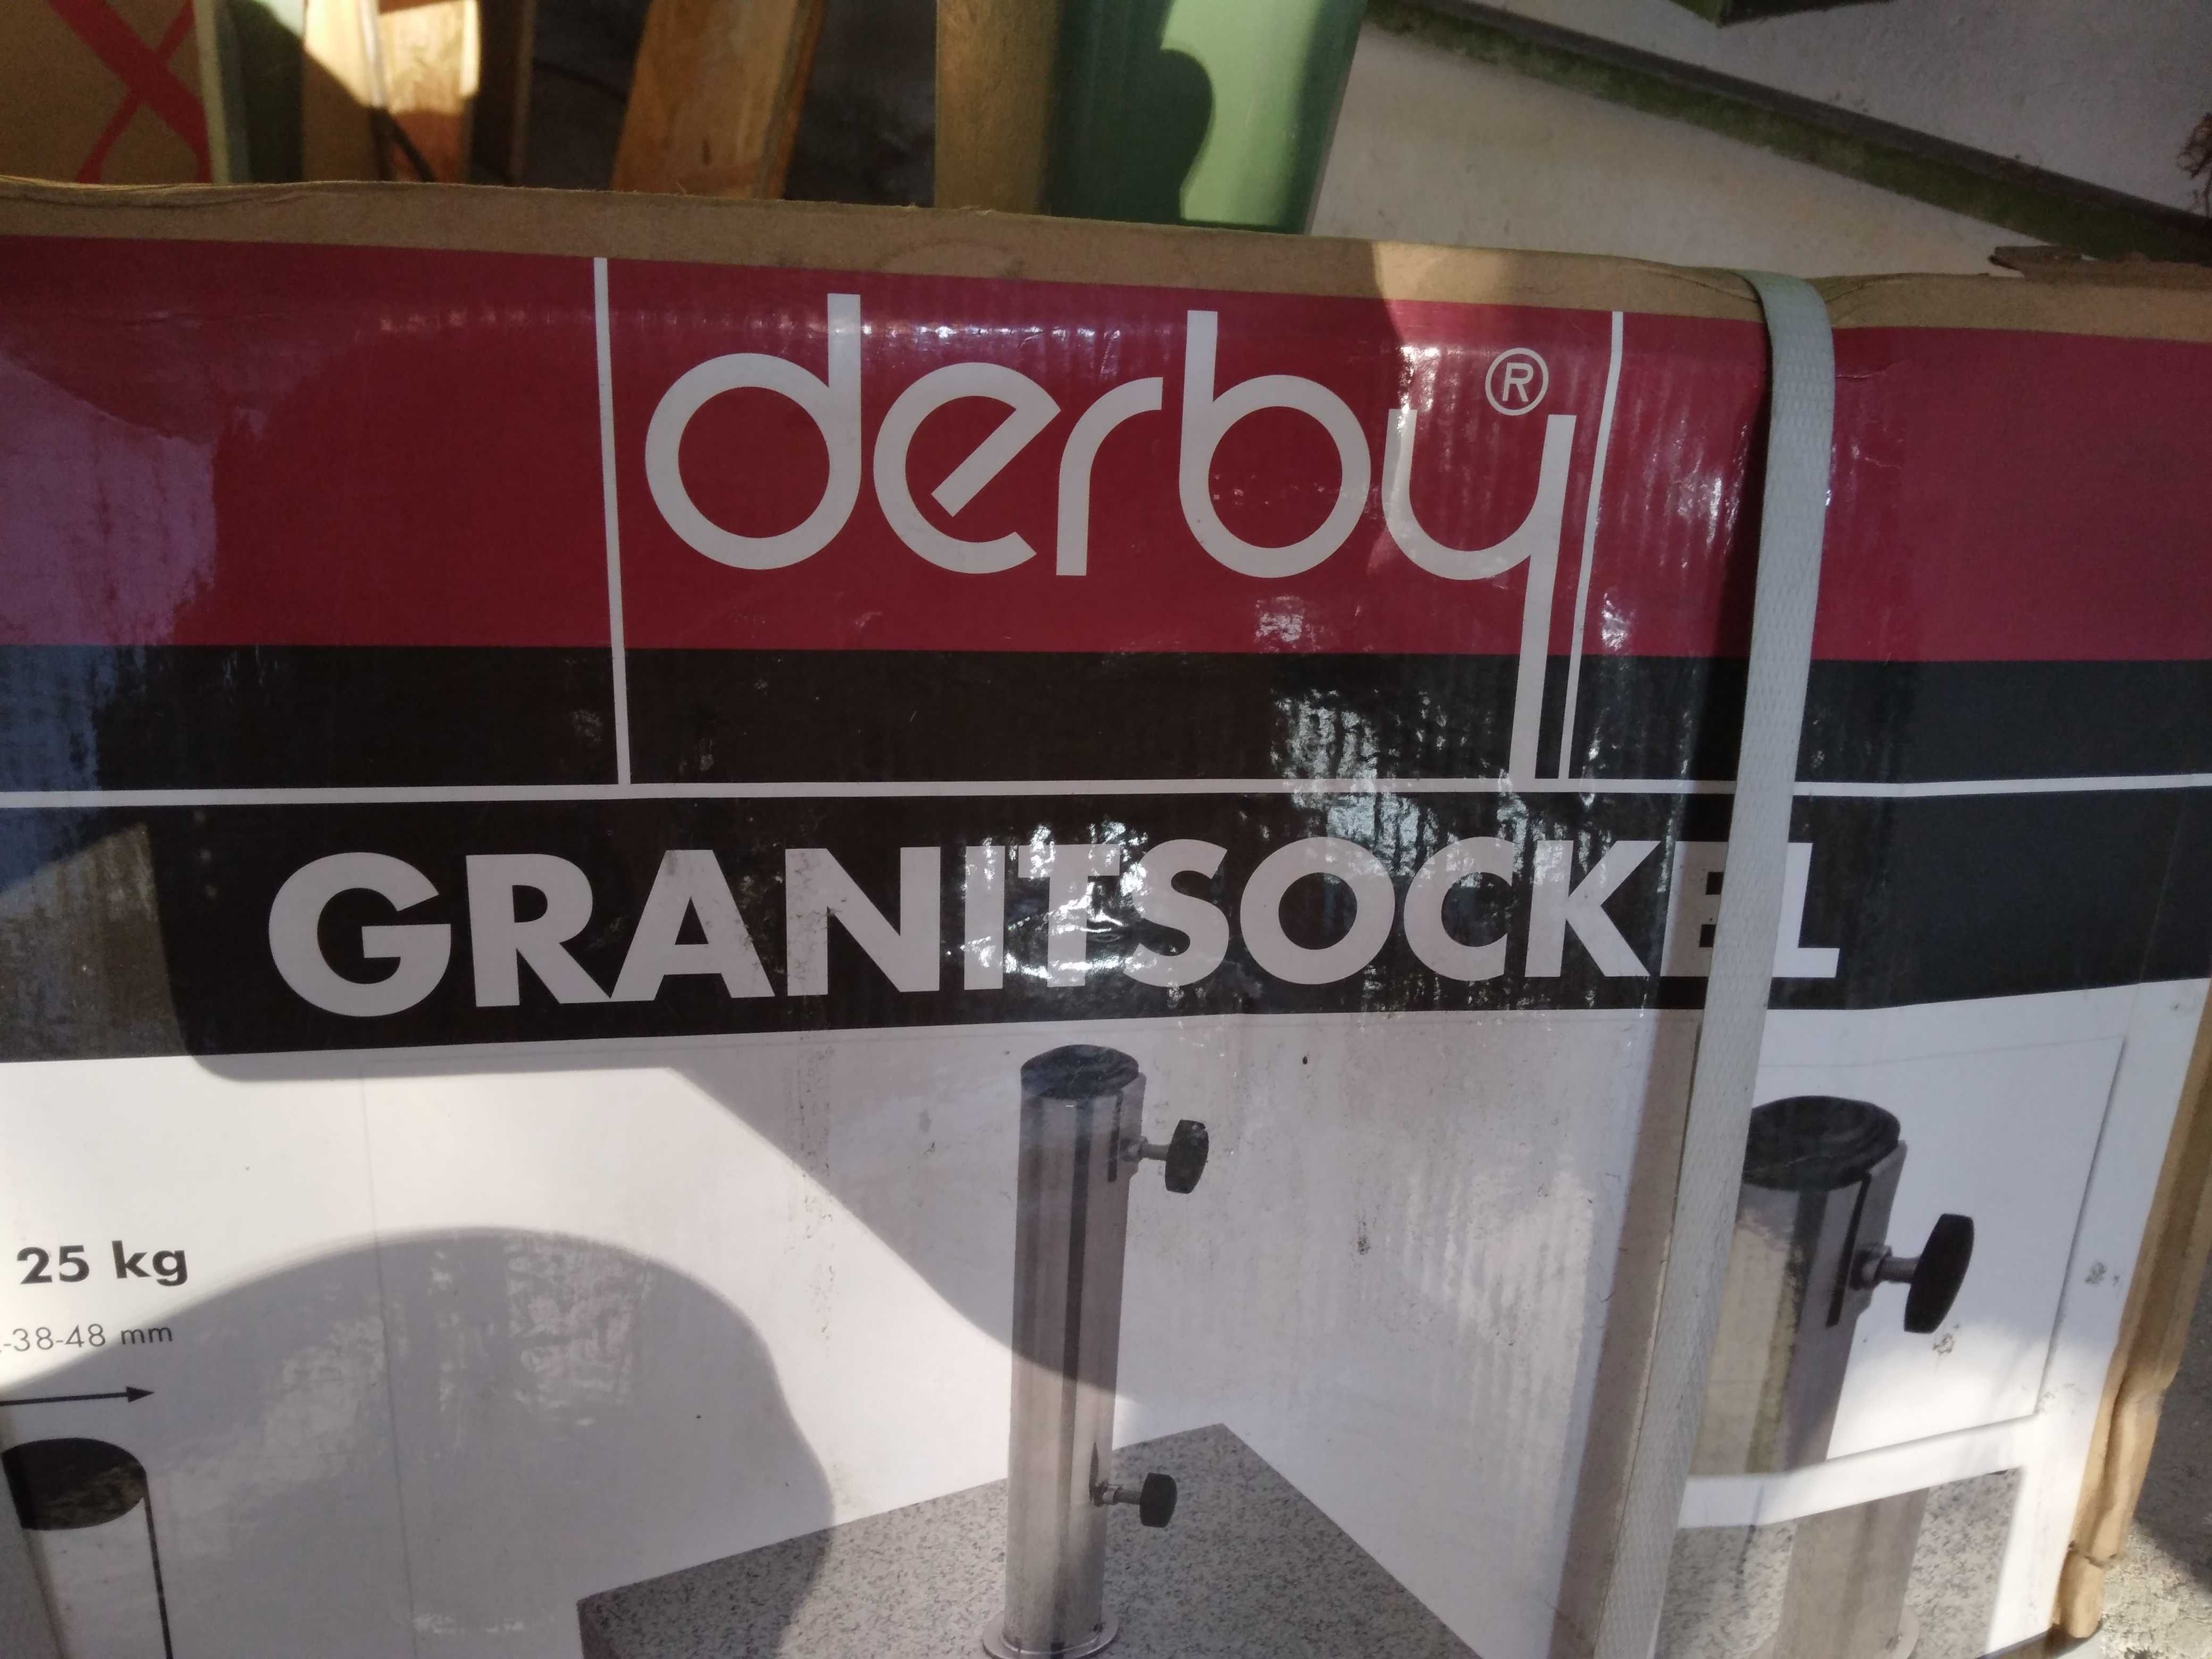 derby®
GRANITSOCKEL
25 kg
-38-48 mm